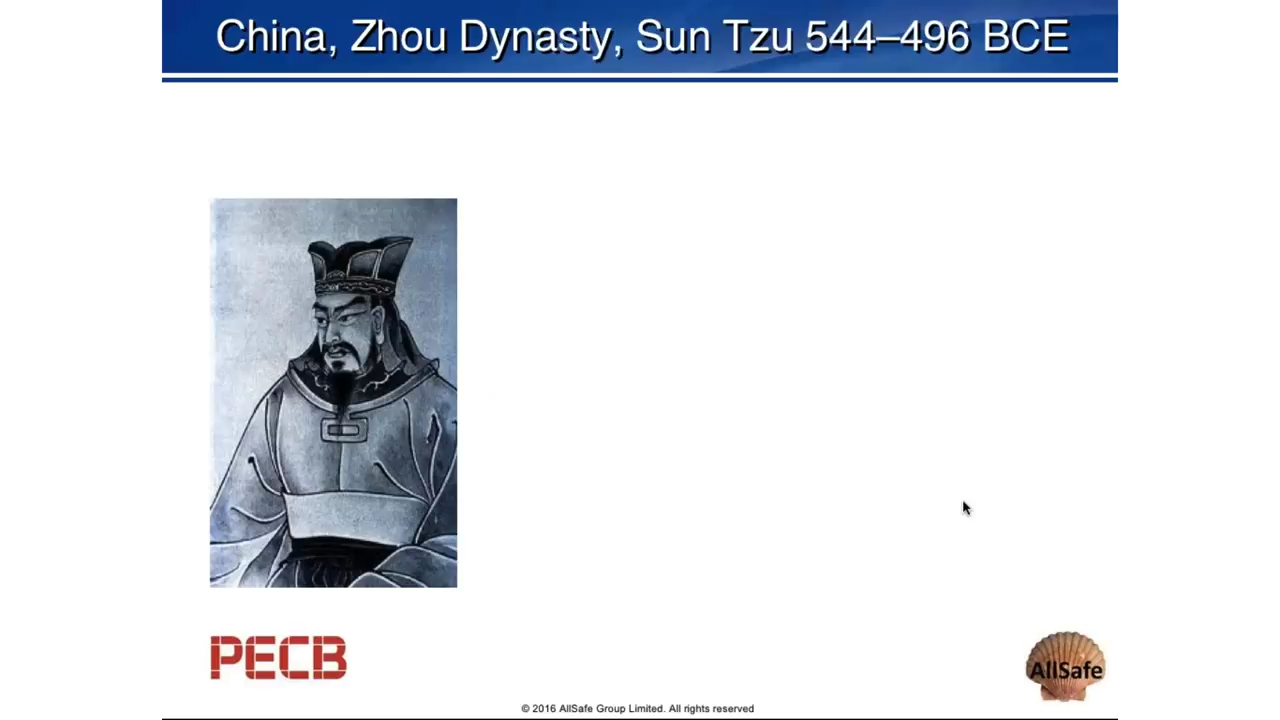 China, Zhou Dynasty, Sun Tzu 544–496 BCE
PECB
AllSafe
© 2016 AllSafe Group Limited. All rights reserved